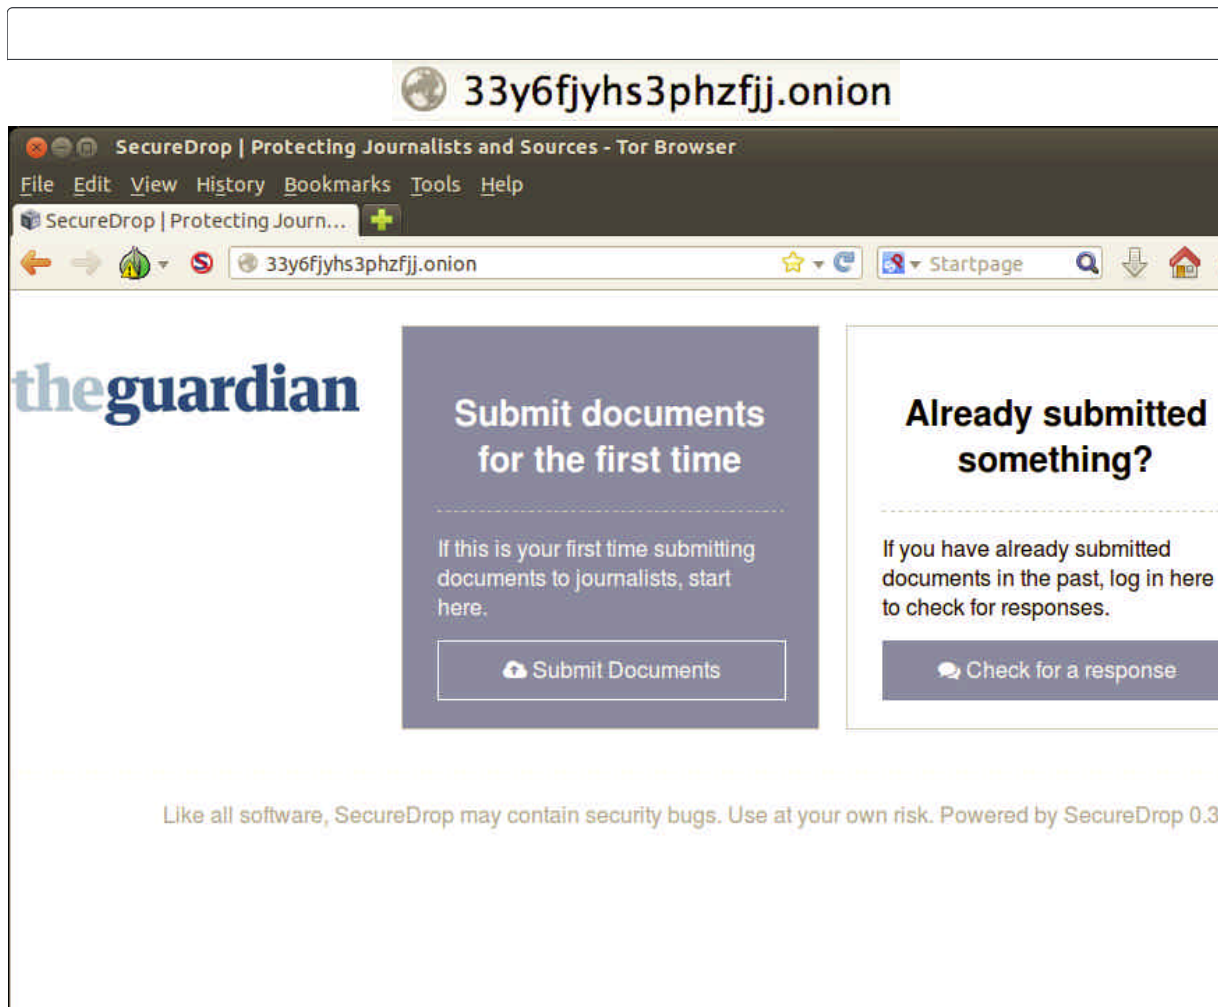 33y6fjyhs3phzfjj.onion
SecureDrop | Protecting Journalists and Sources - Tor Browser
File Edit View History Bookmarks Tools Help
SecureDrop | Protecting Journ...
33y6fjyhs3phzfjj.onion
Startpage
theguardian
Submit documents
for the first time
If this is your first time submitting
documents to journalists, start
here.
Submit Documents
Already submitted
something?
If you have already submitted
documents in the past, log in here
to check for responses.
Check for a response
Like all software, SecureDrop may contain security bugs. Use at your own risk. Powered by SecureDrop 0.3